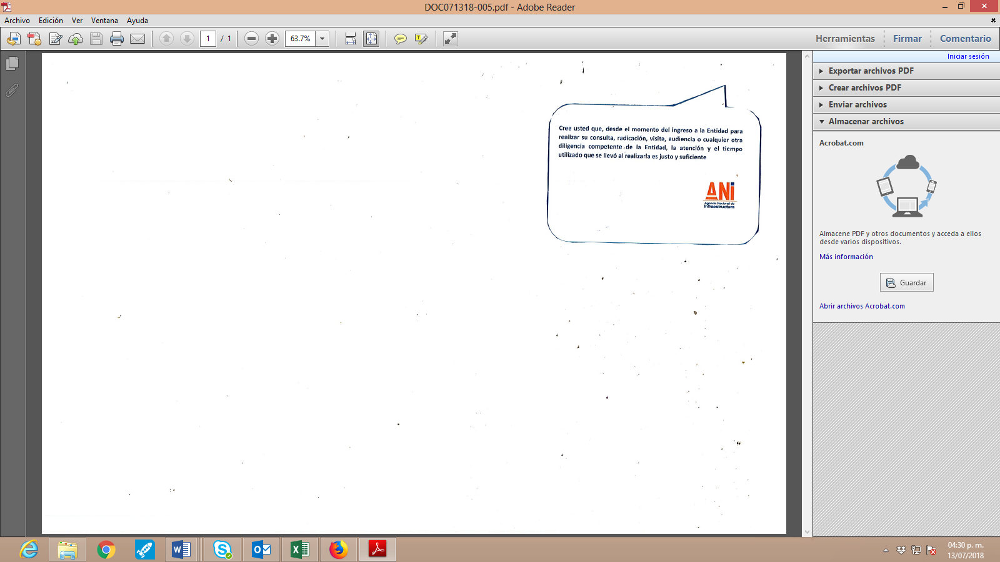 DOC071318-005.pdf - Adobe Reader
Archivo Edición Ver Ventana Ayuda
1 / 1 63.7% Herramientas Firmar Comentario
Iniciar sesión
Exportar archivos PDF
Crear archivos PDF
Enviar archivos
Almacenar archivos
Acrobat.com
Almacene PDF y otros documentos y acceda a ellos
desde varios dispositivos.
Más información
Guardar
Abrir archivos Acrobat.com
Cree usted que, desde el momento del ingreso a la Entidad para
realizar su consulta, radicación, visita, audiencia o cualquier otra
diligencia competente de la Entidad, la atención y el tiempo
utilizado que se llevó al realizarla es justo y suficiente
ANi
Agencia Nacional de
Infraestructura
04:30 p. m.
13/07/2018